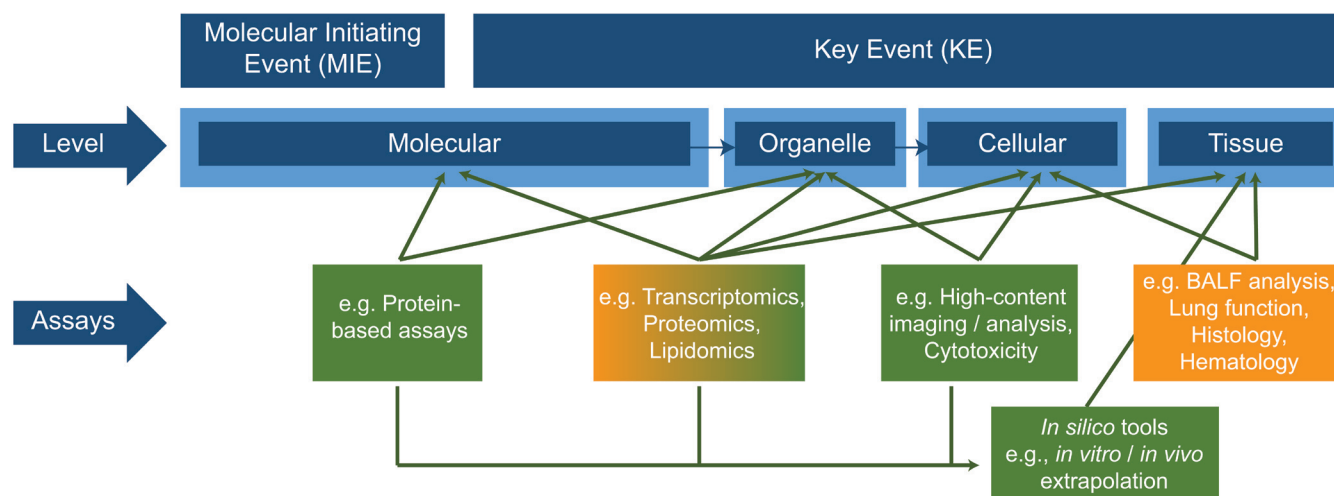 Molecular Initiating
Event (MIE)
Key Event (KE)
Level
Molecular
Organelle
Cellular
Tissue
Assays
e.g. Protein-
based assays
e.g. Transcriptomics,
Proteomics,
Lipidomics
e.g. High-content
imaging / analysis,
Cytotoxicity
e.g. BALF analysis,
Lung function,
Histology,
Hematology
In silico tools
e.g., in vitro / in vivo
extrapolation